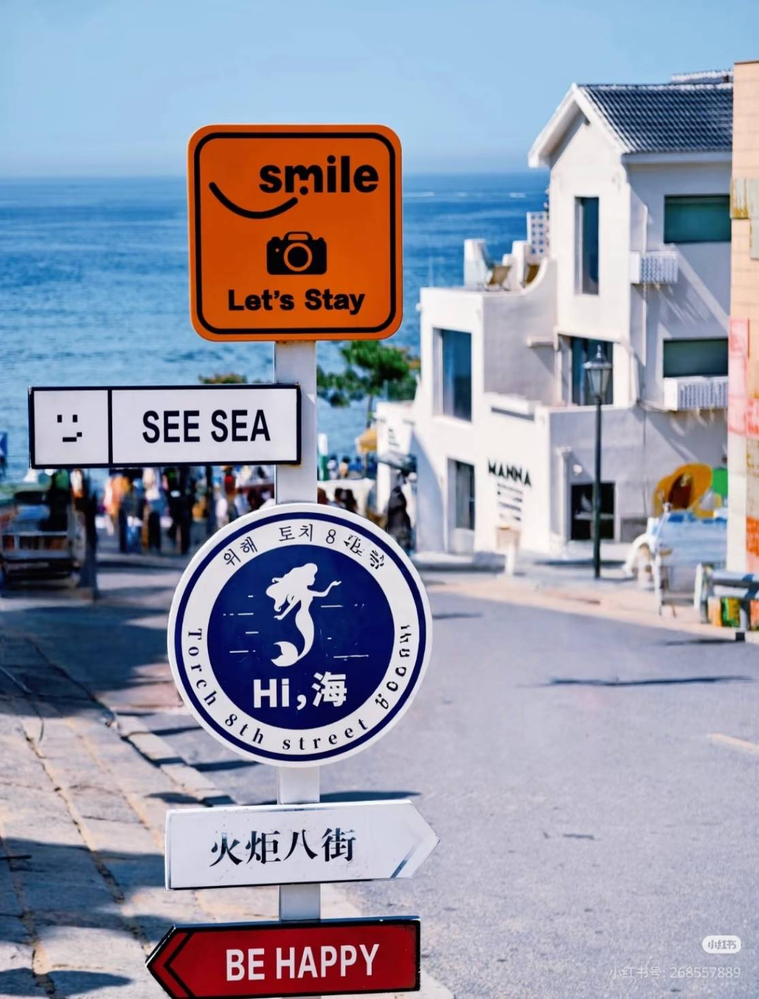 smile
Let's Stay
SEE SEA
위해 토치 8
Hi,海
Torch 8th street
火炬八街
BE HAPPY
MANNA
小红书
小红书号: 268557889